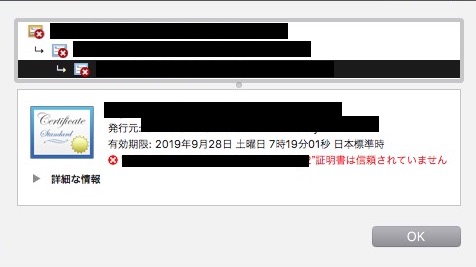 Certificate
Standard
発行元:
有効期限: 2019年9月28日 土曜日 7時19分01秒 日本標準時
"証明書は信頼されていません
詳細な情報
OK